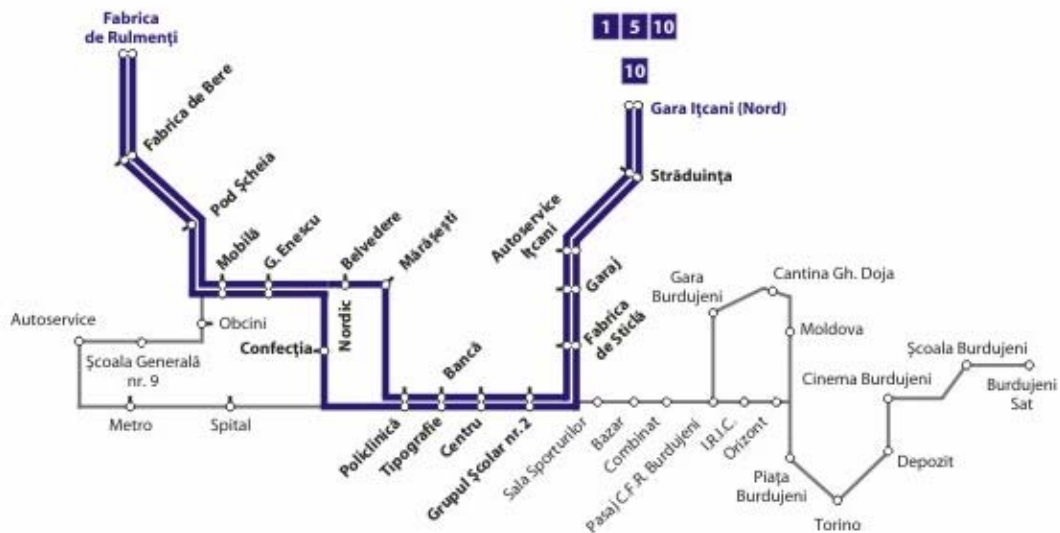 Fabrica
de Rulmenți
1 5 10
10
Gara Ițcani (Nord)
Fabrica de Bere
Străduința
Pod Șcheia
Mobilă
G. Enescu
Belvedere
Mărășești
Autoservice
Ițcani
Garaj
Gara
Burdujeni
Cantina Gh. Doja
Autoservice
Obcini
Nordic
Fabrica
de Sticlă
Moldova
Școala Generală
nr. 9
Confecția
Bancă
Școala Burdujeni
Cinema Burdujeni
Burdujeni
Sat
Metro
Spital
Policlinică
Tipografie
Centru
Grupul Școlar nr. 2
Sala Sporturilor
Bazar
Combinat
Pasaj C.F.R. Burdujeni
I.R.I.C.
Orizont
Piața
Burdujeni
Depozit
Torino